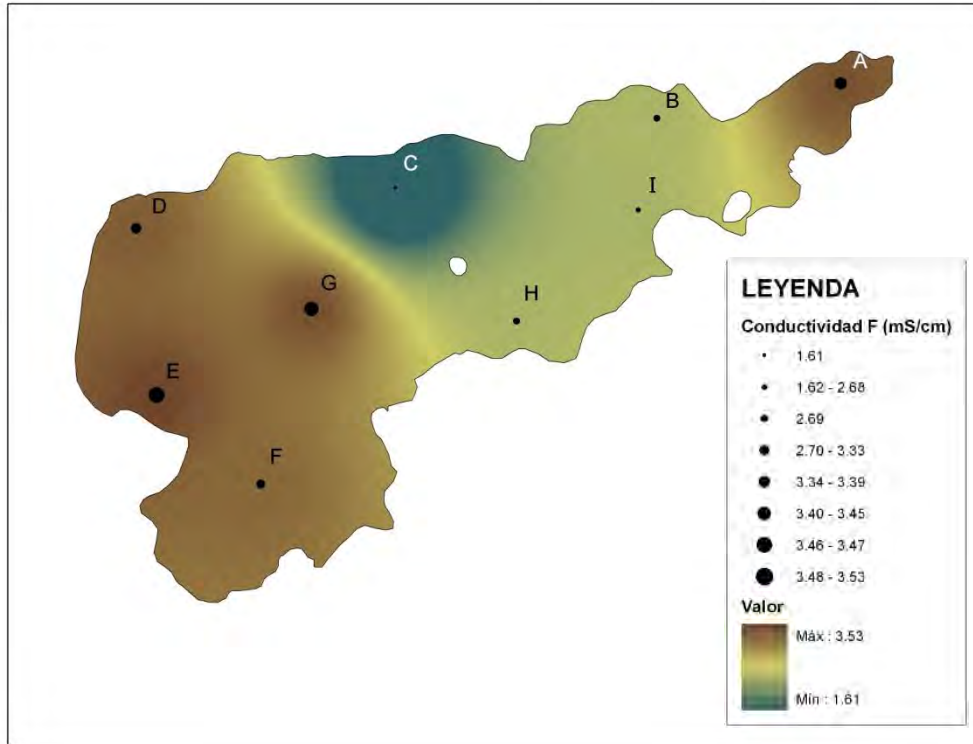 A
B
C
I
D
G
H
E
F
LEYENDA
Conductividad F (mS/cm)
1.61
1.62 - 2.68
2.69
2.70 - 3.33
3.34 - 3.39
3.40 - 3.45
3.46 - 3.47
3.48 - 3.53
Valor
Máx : 3.53
Mín : 1.61